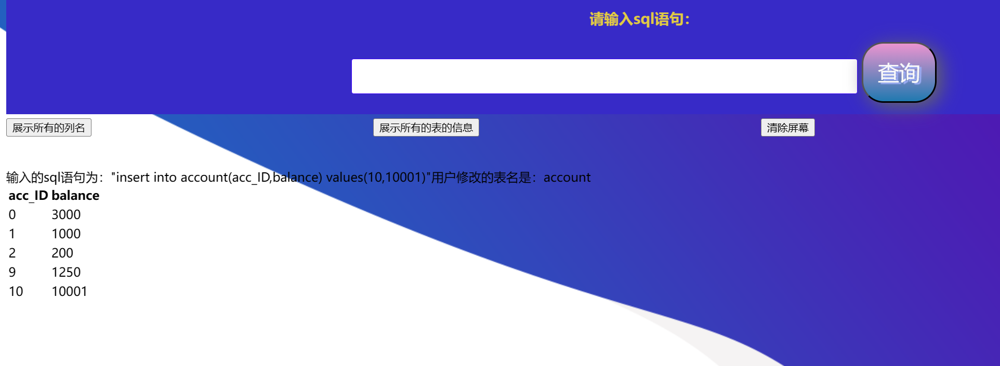 请输入sql语句：
查询
展示所有的列名 展示所有的表的信息 清除屏幕
输入的sql语句为："insert into account(acc_ID,balance) values(10,10001)"用户修改的表名是：account
acc_ID balance
0 3000
1 1000
2 200
9 1250
10 10001